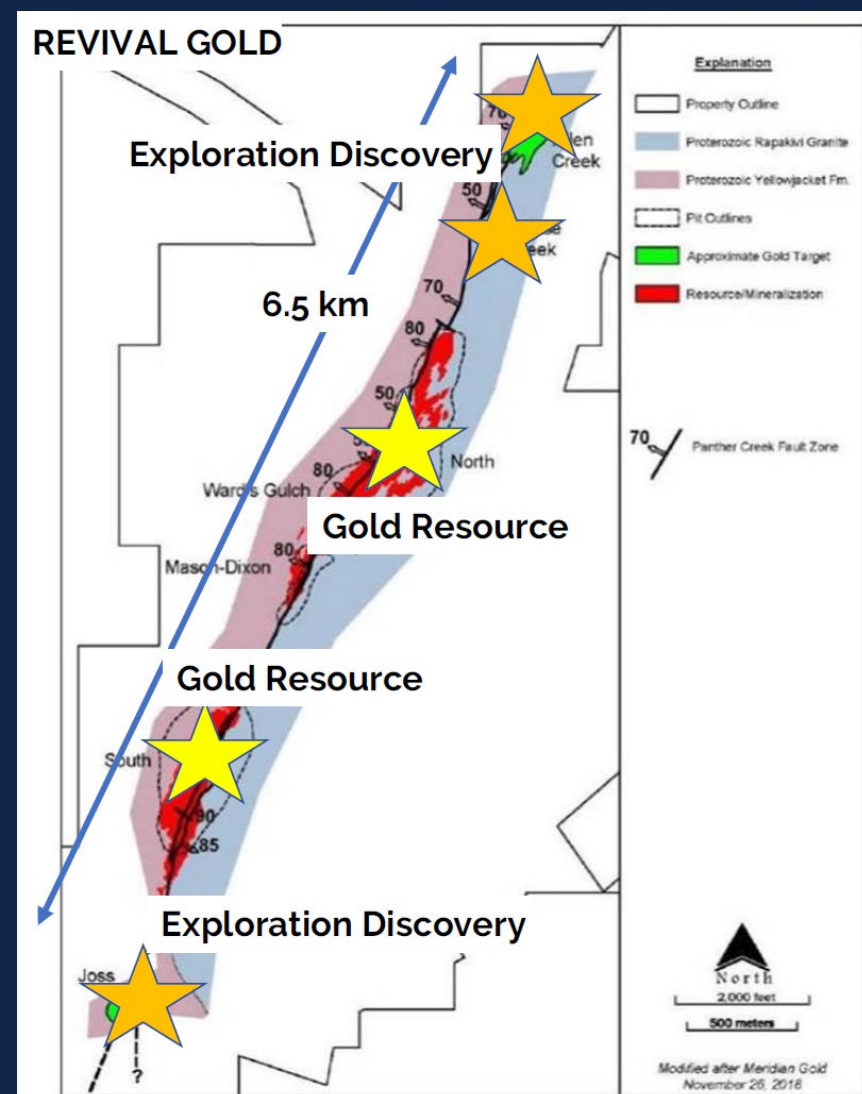 REVIVAL GOLD
Explanation
Property Outline
Proterozoic Rapakivi Granite
Proterozoic Yellowjacket Fm.
Pit Outlines
Approximate Gold Target
Resource/Mineralization
70
Panther Creek Fault Zone
70
Creek
Exploration Discovery
50
6.5 km
70
80
50
North
80
Ward's Gulch
Gold Resource
80
Mason-Dixon
Gold Resource
South
90
85
Exploration Discovery
Joss
?
North
2,000 feet
500 meters
Modified after Meridian Gold
November 26, 2018